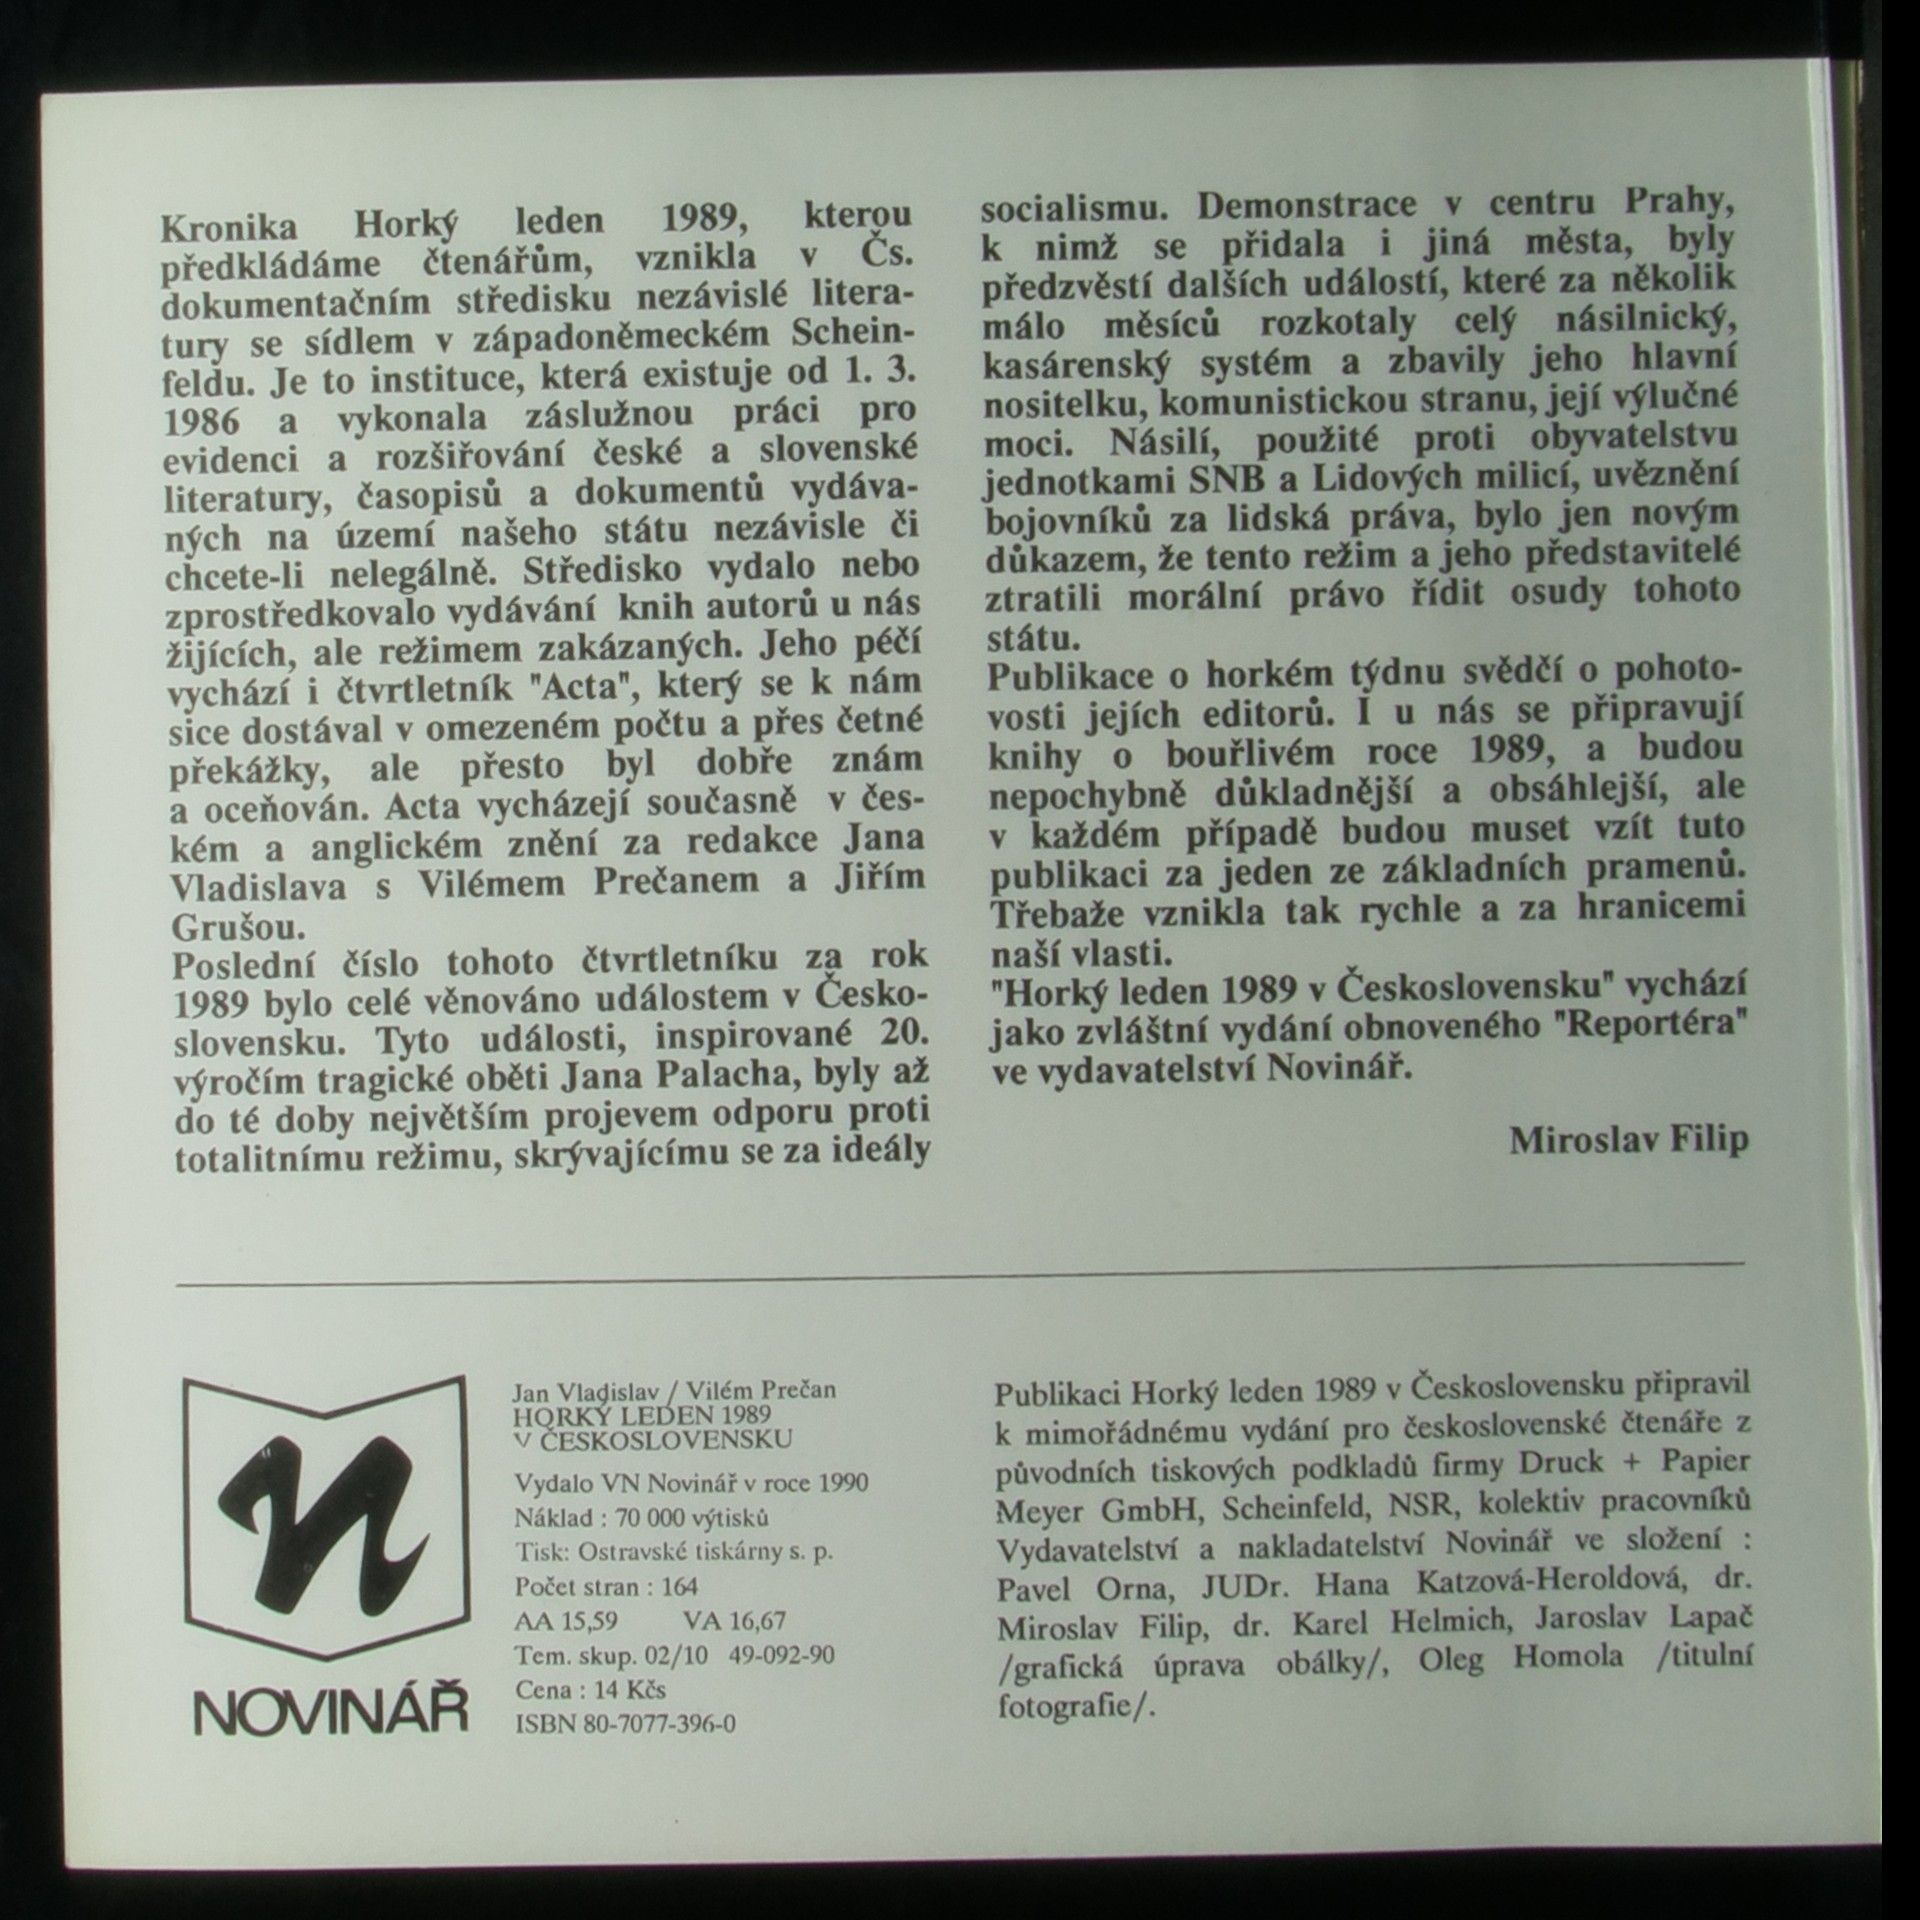 Kronika Horký leden 1989, kterou
předkládáme čtenářům, vznikla v Čs.
dokumentačním středisku nezávislé litera-
tury se sídlem v západoněmeckém Schein-
feldu. Je to instituce, která existuje od 1. 3.
1986 a vykonala záslužnou práci pro
evidenci a rozšiřování české a slovenské
literatury, časopisů a dokumentů vydáva-
ných na území našeho státu nezávisle či
chcete-li nelegálně. Středisko vydalo nebo
zprostředkovalo vydávání knih autorů u nás
žijících, ale režimem zakázaných. Jeho péčí
vychází i čtvrtletník "Acta", který se k nám
sice dostával v omezeném počtu a přes četné
překážky, ale přesto byl dobře znám
a oceňován. Acta vycházejí současně v čes-
kém a anglickém znění za redakce Jana
Vladislava s Vilémem Prečanem a Jiřím
Grušou.
Poslední číslo tohoto čtvrtletníku za rok
1989 bylo celé věnováno událostem v Česko-
slovensku. Tyto události, inspirované 20.
výročím tragické oběti Jana Palacha, byly až
do té doby největším projevem odporu proti
totalitnímu režimu, skrývajícímu se za ideály
socialismu. Demonstrace v centru Prahy,
k nimž se přidala i jiná města, byly
předzvěstí dalších událostí, které za několik
málo měsíců rozkotaly celý násilnický,
kasárenský systém a zbavily jeho hlavní
nositelku, komunistickou stranu, její výlučné
moci. Násilí, použité proti obyvatelstvu
jednotkami SNB a Lidových milicí, uvěznění
bojovníků za lidská práva, bylo jen novým
důkazem, že tento režim a jeho představitelé
ztratili morální právo řídit osudy tohoto
státu.
Publikace o horkém týdnu svědčí o pohoto-
vosti jejích editorů. I u nás se připravují
knihy o bouřlivém roce 1989, a budou
nepochybně důkladnější a obsáhlejší, ale
v každém případě budou muset vzít tuto
publikaci za jeden ze základních pramenů.
Třebaže vznikla tak rychle a za hranicemi
naší vlasti.
"Horký leden 1989 v Československu" vychází
jako zvláštní vydání obnoveného "Reportéra"
ve vydavatelství Novinář.
Miroslav Filip
n
NOVINÁŘ
Jan Vladislav / Vilém Prečan
HORKÝ LEDEN 1989
V ČESKOSLOVENSKU
Vydalo VN Novinář v roce 1990
Náklad : 70 000 výtisků
Tisk: Ostravské tiskárny s. p.
Počet stran : 164
AA 15,59 VA 16,67
Tem. skup. 02/10 49-092-90
Cena : 14 Kčs
ISBN 80-7077-396-0
Publikaci Horký leden 1989 v Československu připravil
k mimořádnému vydání pro československé čtenáře z
původních tiskových podkladů firmy Druck + Papier
Meyer GmbH, Scheinfeld, NSR, kolektiv pracovníků
Vydavatelství a nakladatelství Novinář ve složení :
Pavel Orna, JUDr. Hana Katzová-Heroldová, dr.
Miroslav Filip, dr. Karel Helmich, Jaroslav Lapač
/grafická úprava obálky/, Oleg Homola /titulní
fotografie/.